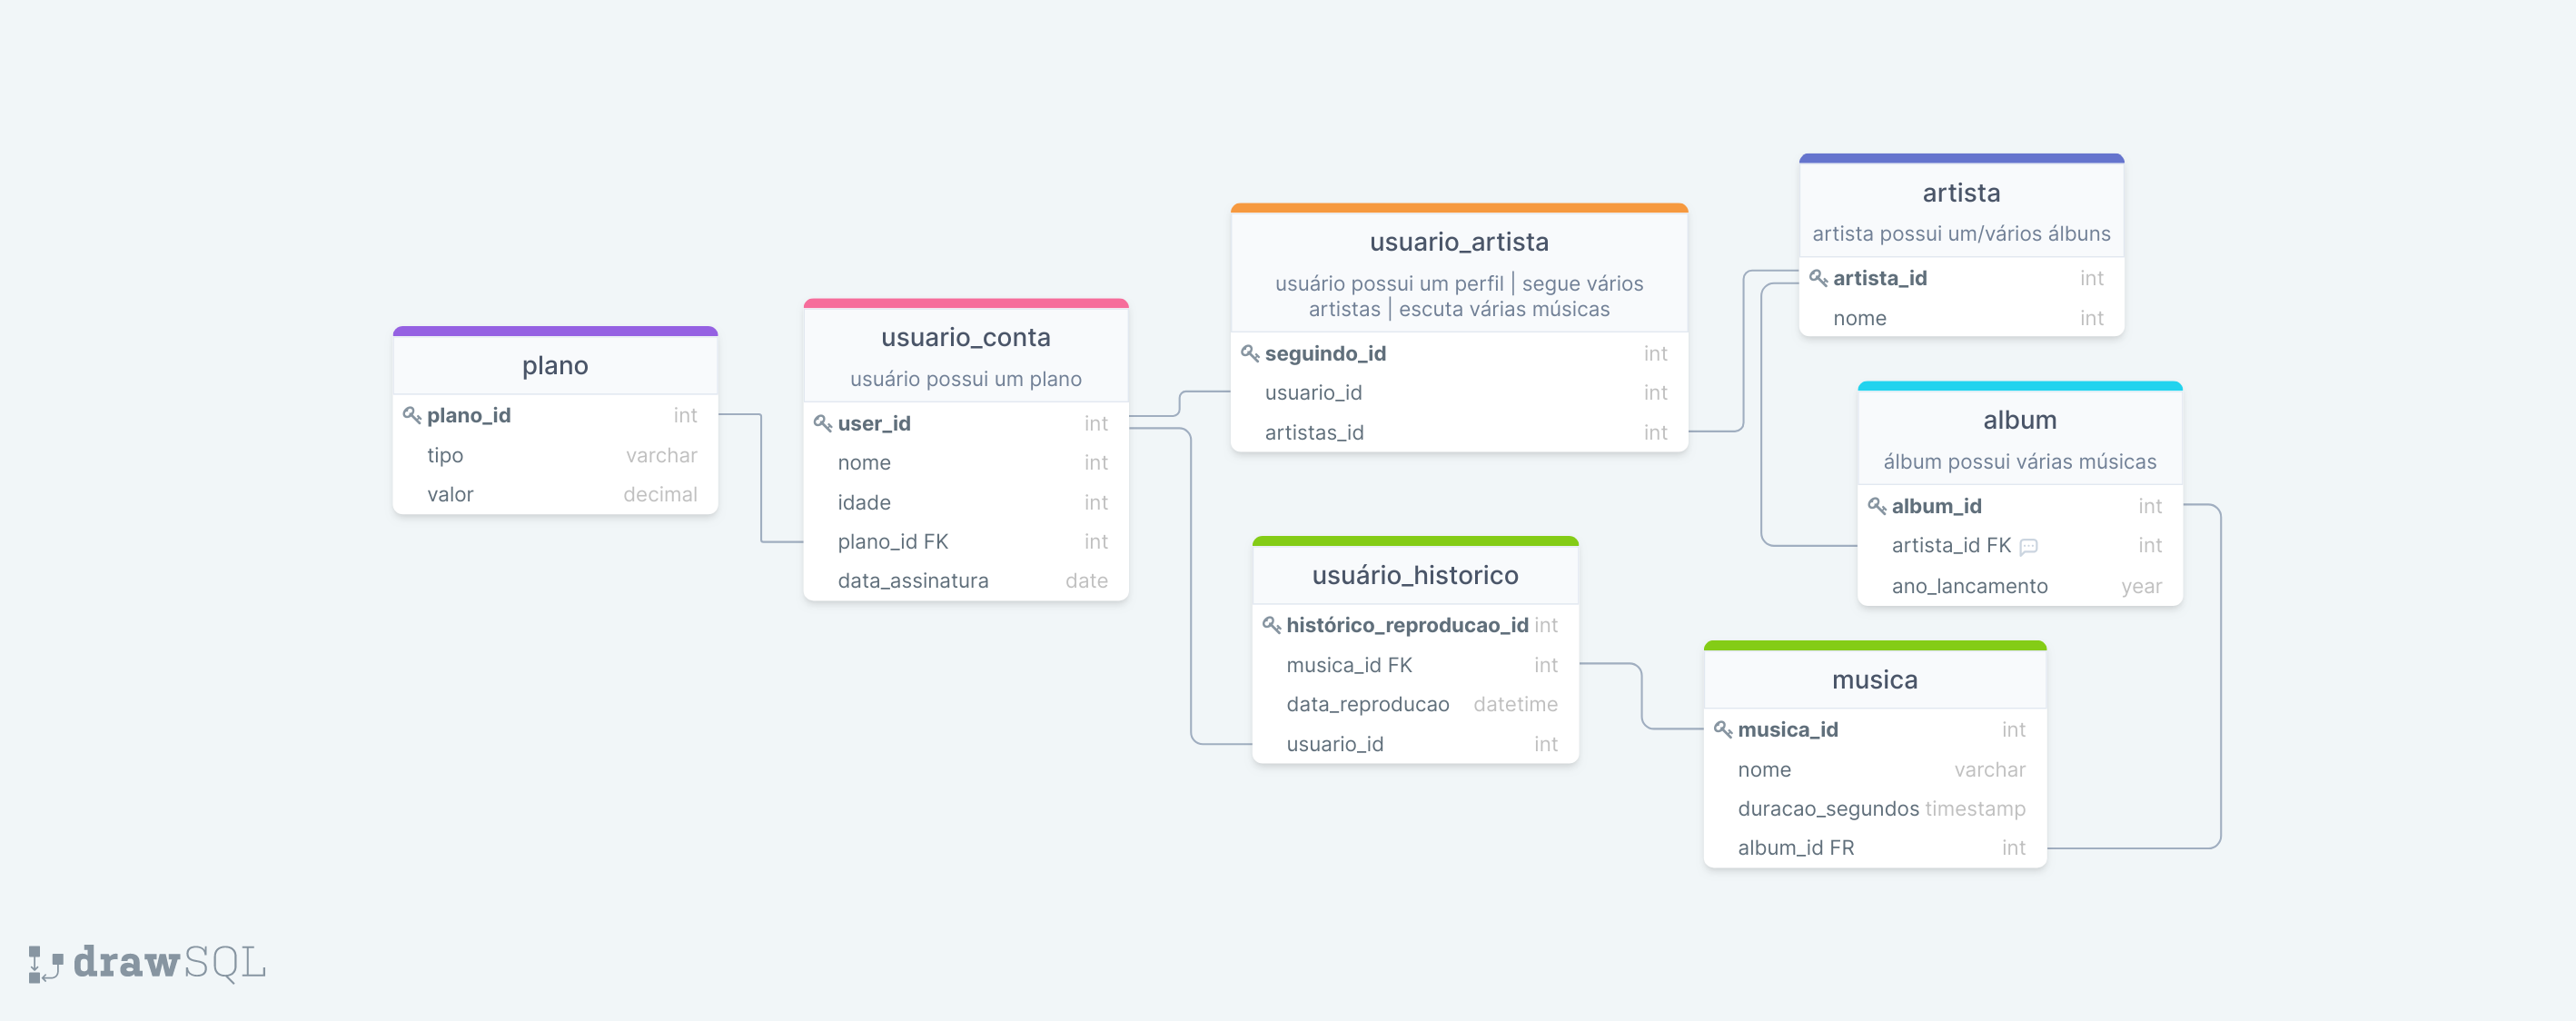 plano
plano_id int
tipo varchar
valor decimal
usuario_conta
usuário possui um plano
user_id int
nome int
idade int
plano_id FK int
data_assinatura date
usuario_artista
usuário possui um perfil | segue vários
artistas | escuta várias músicas
seguindo_id int
usuario_id int
artistas_id int
usuário_historico
histórico_reproducao_id int
musica_id FK int
data_reproducao datetime
usuario_id int
artista
artista possui um/vários álbuns
artista_id int
nome int
album
álbum possui várias músicas
album_id int
artista_id FK int
ano_lancamento year
musica
musica_id int
nome varchar
duracao_segundos timestamp
album_id FR int
drawSQL